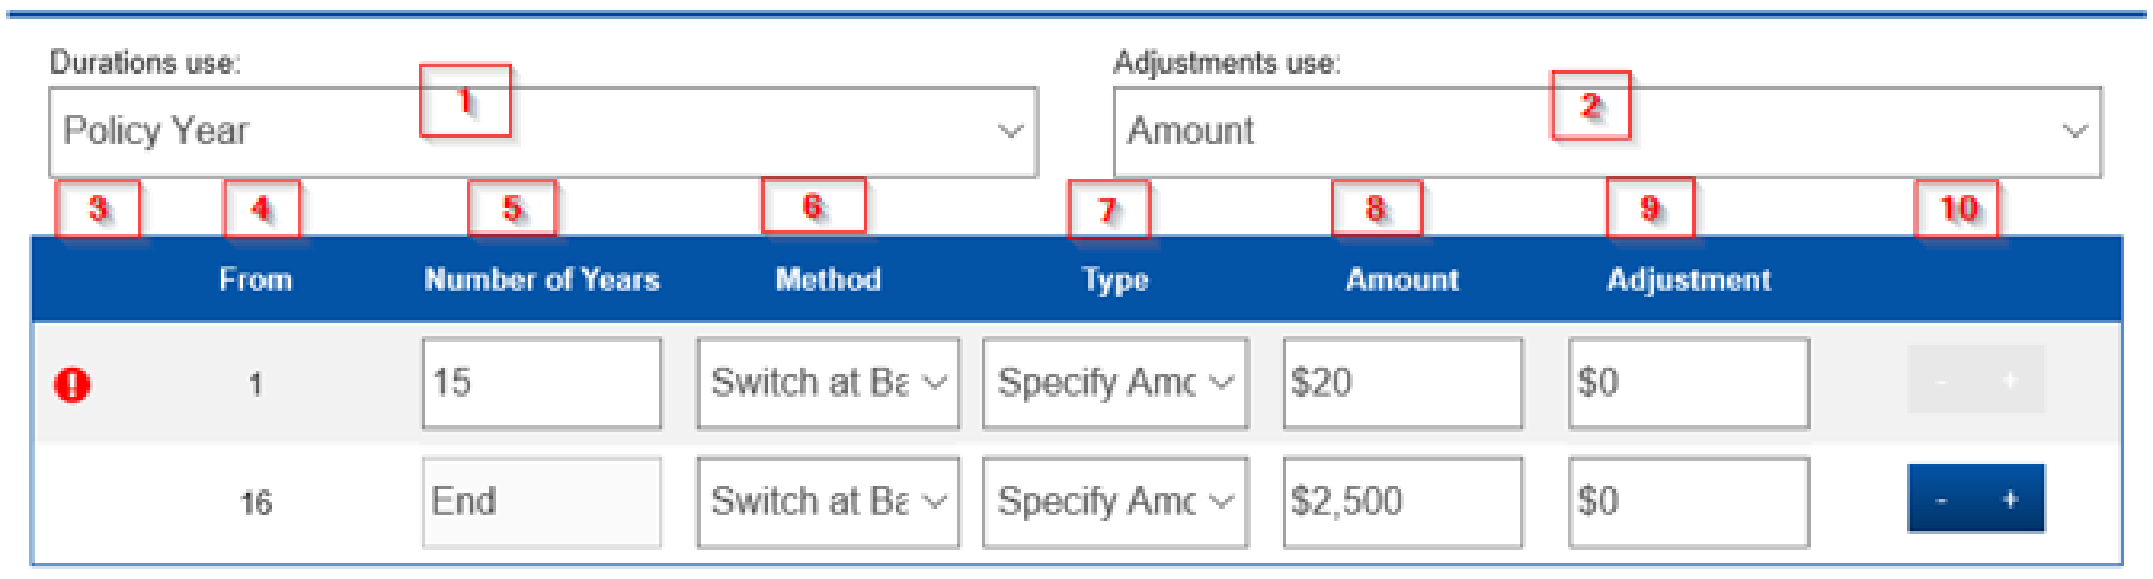 Durations use:
Adjustments use:
1
2
Policy Year
Amount
3 4 5 6 7 8 9 10
From Number of Years Method Type Amount Adjustment
1 15 Switch at Ba Specify Amo $20 $0 - +
16 End Switch at Ba Specify Amo $2,500 $0 - +